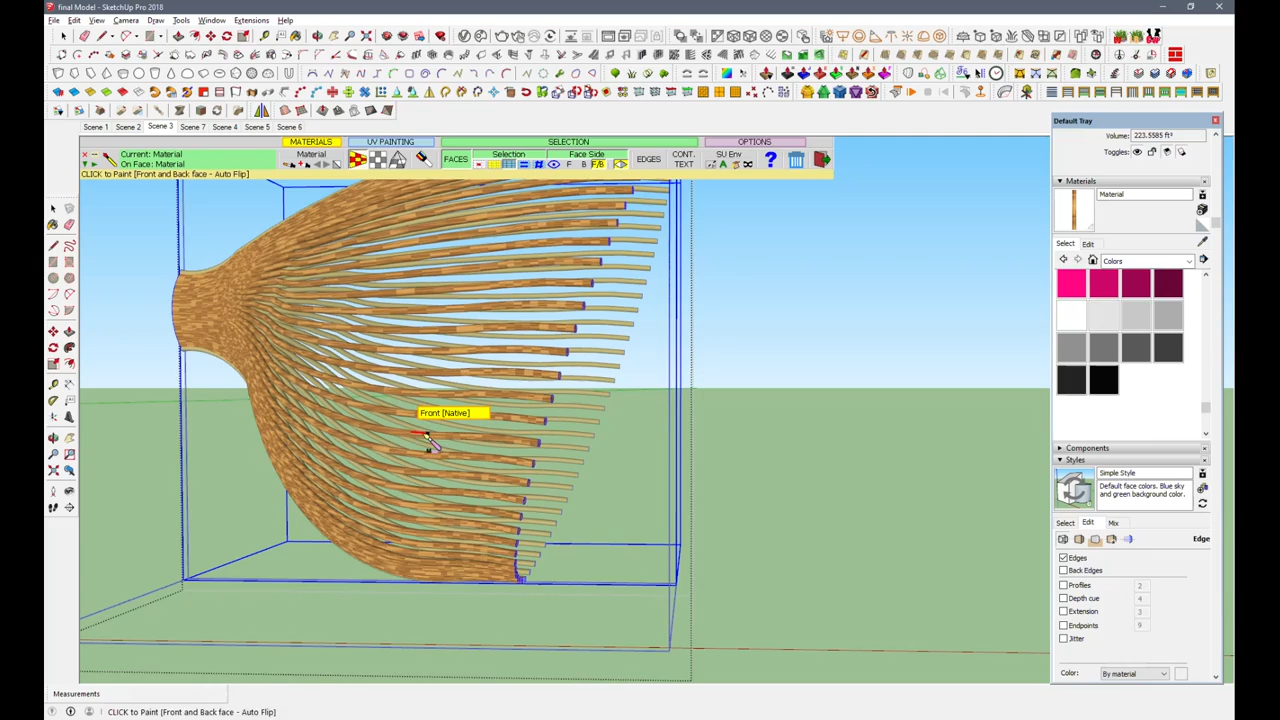 final Model - SketchUp Pro 2018
File Edit View Camera Draw Tools Window Extensions Help
Scene 1 Scene 2 Scene 3 Scene 7 Scene 4 Scene 5 Scene 6
MATERIALS UV PAINTING SELECTION OPTIONS
Current: Material
On Face: Material
Material
FACES
Selection
Face Side
F B F/B
EDGES
CONT.
TEXT
SU Env
A
?
CLICK to Paint [Front and Back face - Auto Flip]
Front [Native]
Default Tray
Volume: 223.5585 ft³
Toggles:
Materials
Material
Select Edit
Colors
Components
Styles
Simple Style
Default face colors. Blue sky
and green background color.
Select Edit Mix
Edge
Edges
Back Edges
Profiles 2
Depth cue 4
Extension 3
Endpoints 9
Jitter
Color: By material
Measurements
CLICK to Paint [Front and Back face - Auto Flip]